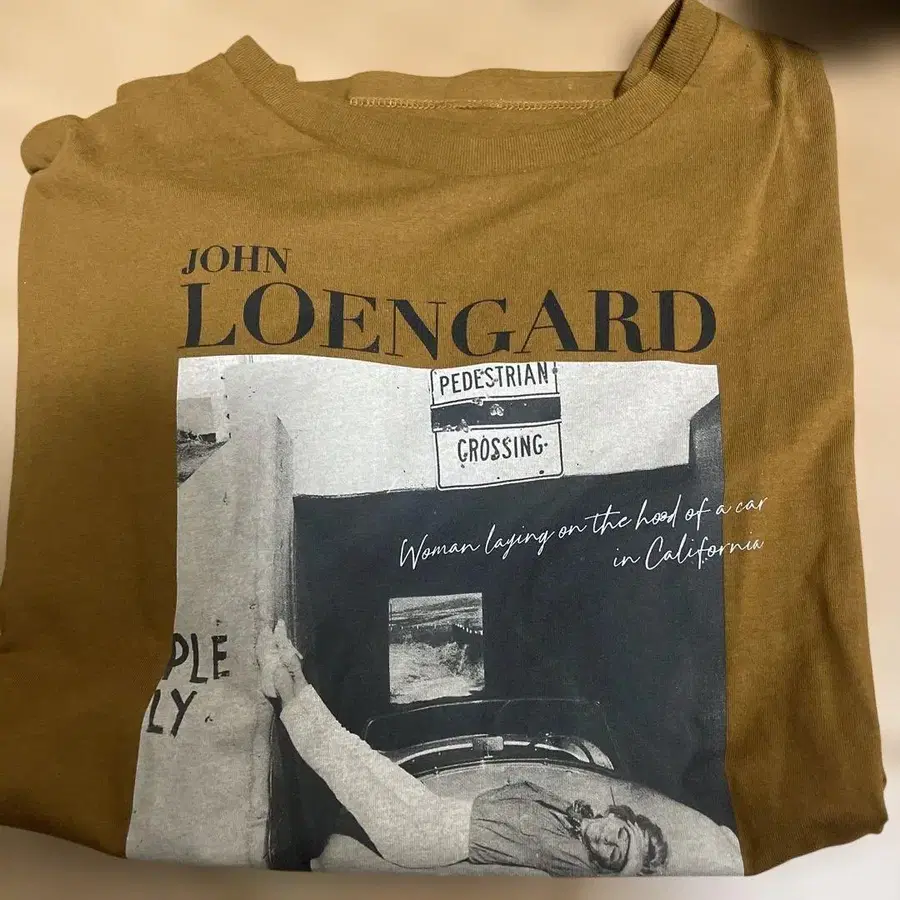 JOHN
LOENGARD
PEDESTRIAN
CROSSING
Woman laying on the hood of a car
in California
PLE
LY